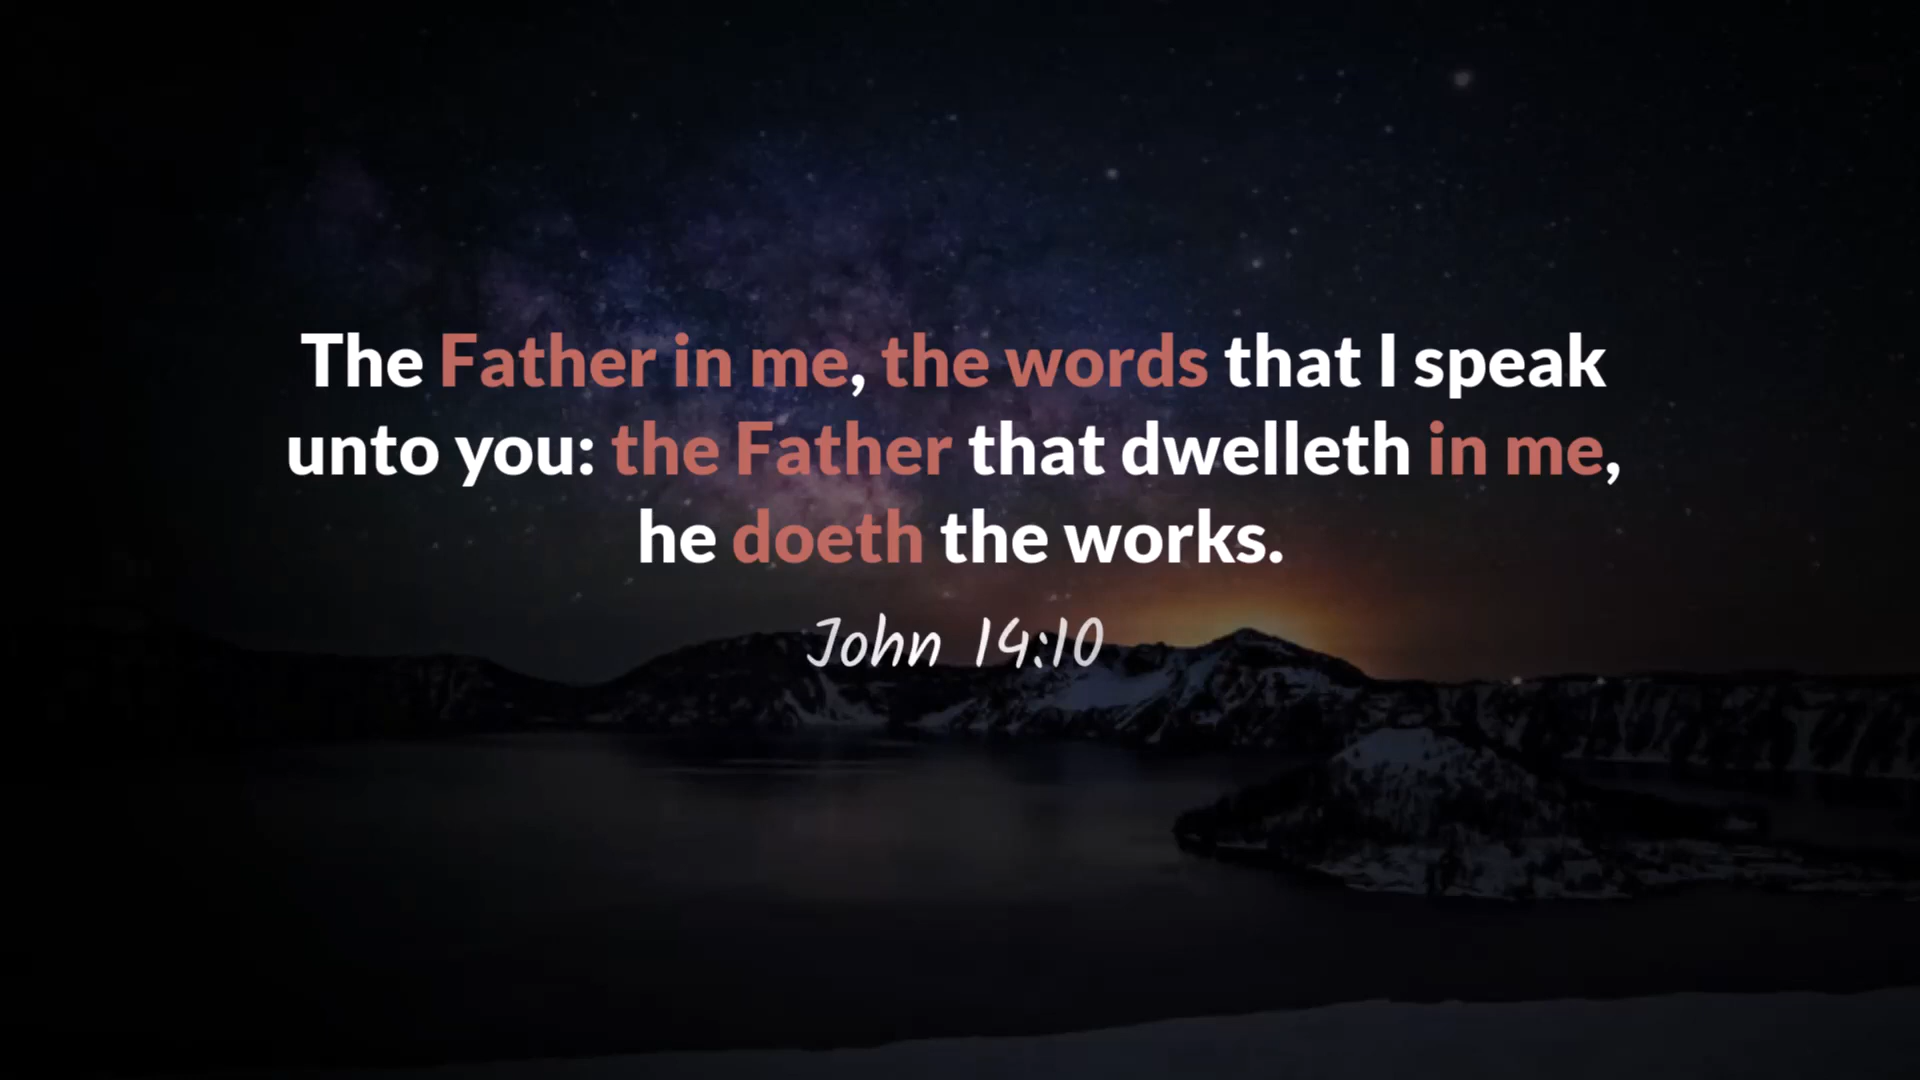 The Father in me, the words that I speak
unto you: the Father that dwelleth in me,
he doeth the works.
John 14:10